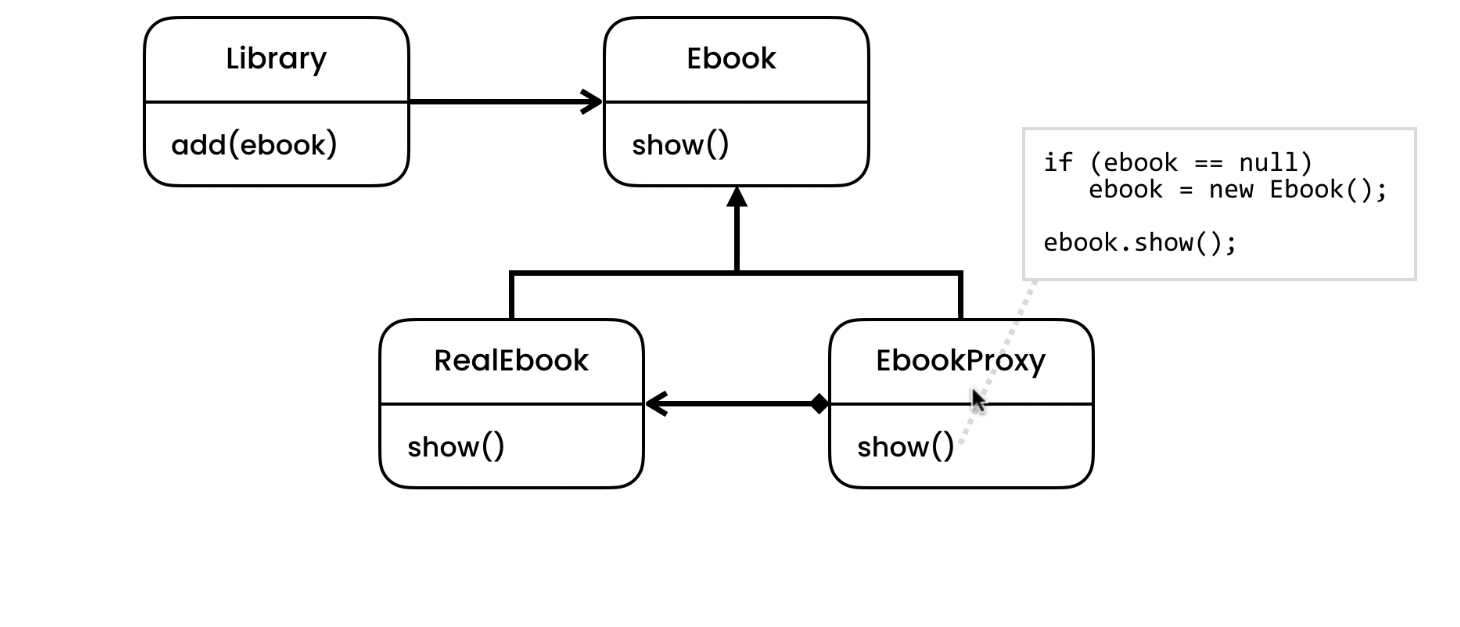 Library
add(ebook)
Ebook
show()
if (ebook == null)
   ebook = new Ebook();
ebook.show();
RealEbook
show()
EbookProxy
show()